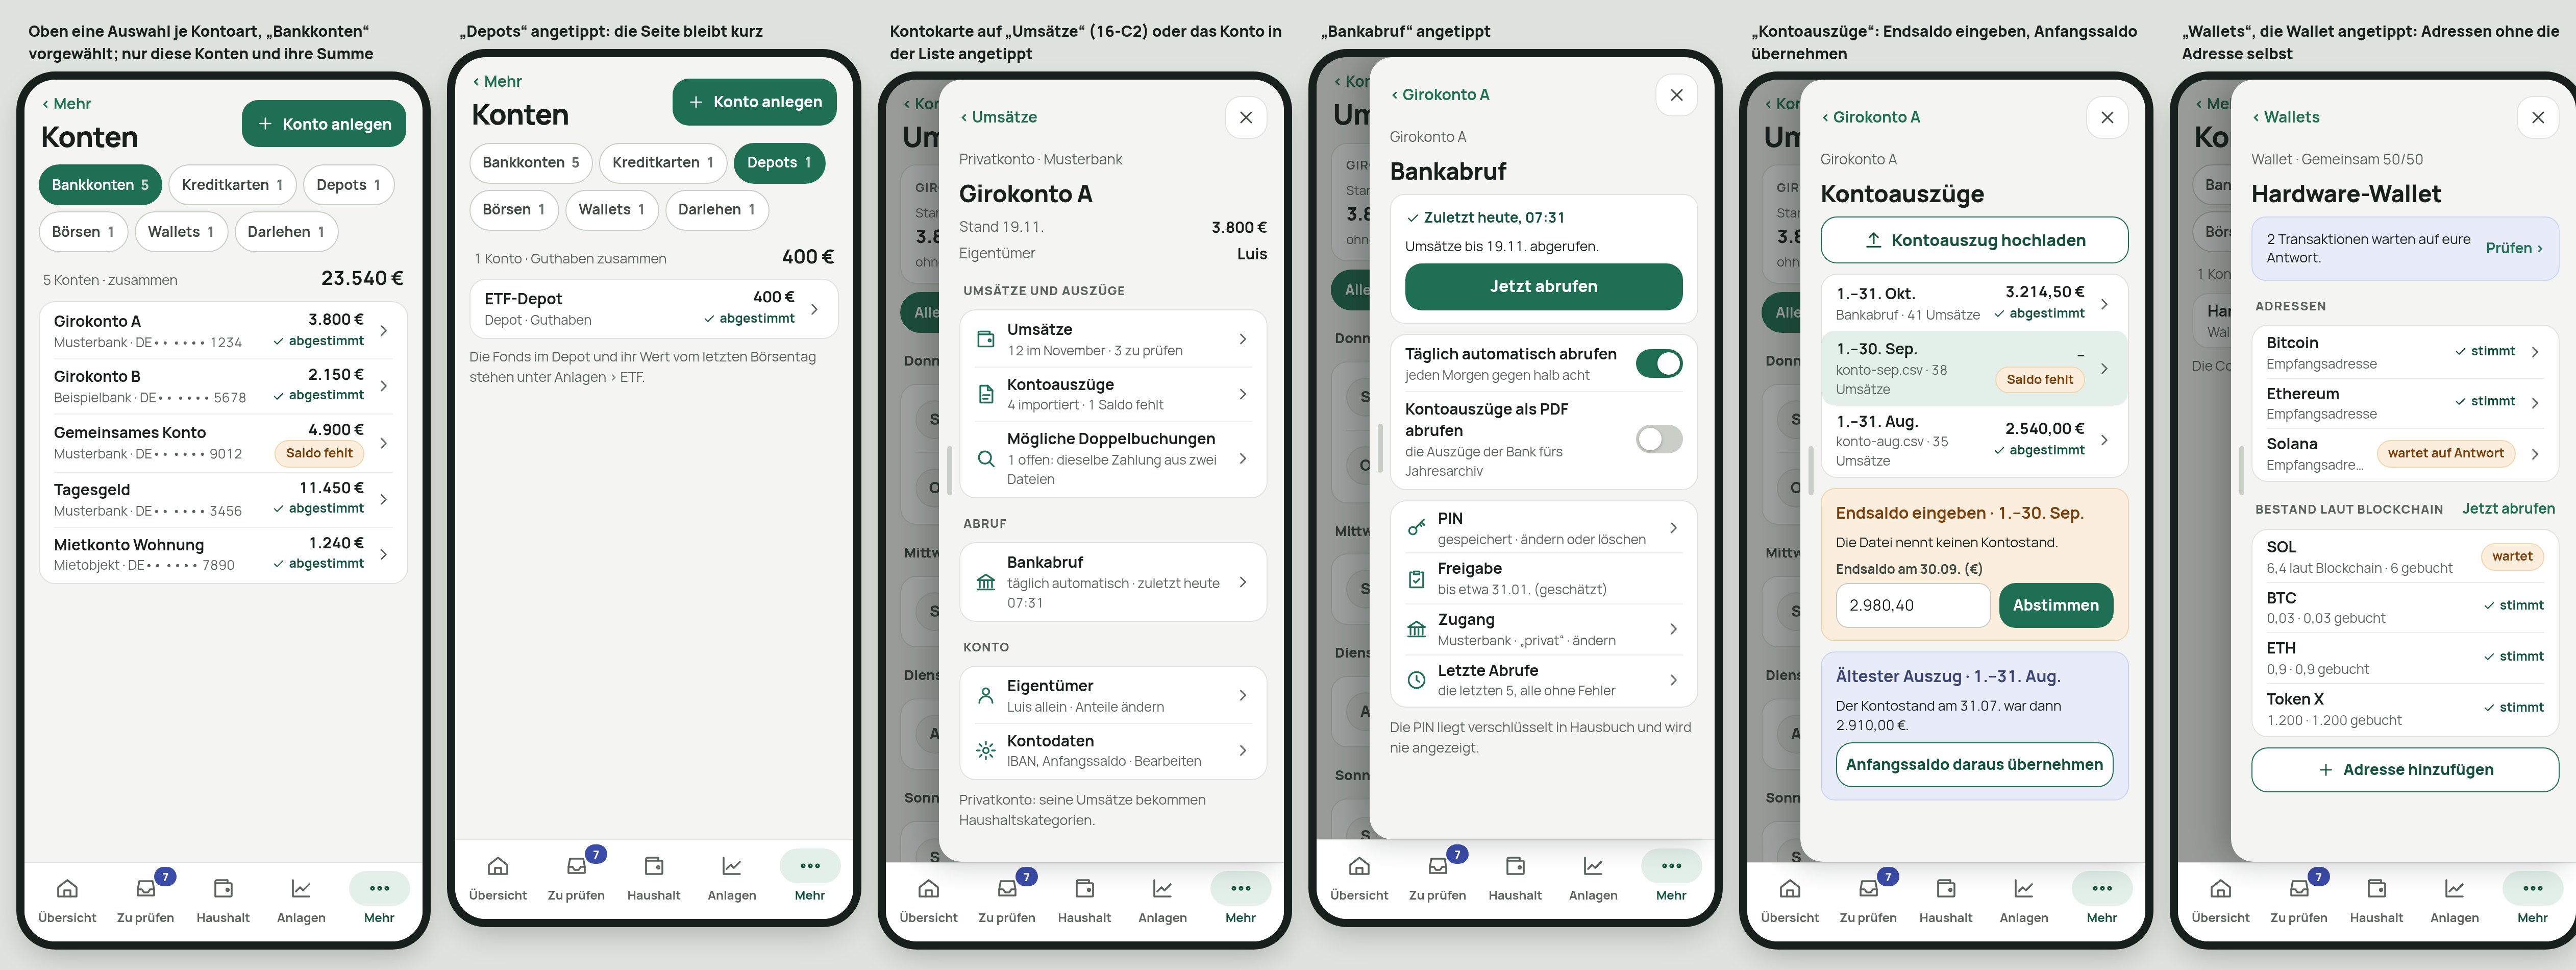 Oben eine Auswahl je Kontoart, „Bankkonten“
vorgewählt; nur diese Konten und ihre Summe
‹ Mehr
Konten
+ Konto anlegen
Bankkonten 5
Kreditkarten 1
Depots 1
Börsen 1
Wallets 1
Darlehen 1
5 Konten · zusammen
23.540 €
Girokonto A
3.800 €
Musterbank · DE•• •••• 1234
✓ abgestimmt
Girokonto B
2.150 €
Beispielbank · DE•• •••• 5678
✓ abgestimmt
Gemeinsames Konto
4.900 €
Musterbank · DE•• •••• 9012
Saldo fehlt
Tagesgeld
11.450 €
Musterbank · DE•• •••• 3456
✓ abgestimmt
Mietkonto Wohnung
1.240 €
Mietobjekt · DE•• •••• 7890
✓ abgestimmt
7
Übersicht
Zu prüfen
Haushalt
Anlagen
Mehr
„Depots“ angetippt: die Seite bleibt kurz
‹ Mehr
Konten
+ Konto anlegen
Bankkonten 5
Kreditkarten 1
Depots 1
Börsen 1
Wallets 1
Darlehen 1
1 Konto · Guthaben zusammen
400 €
ETF-Depot
400 €
Depot · Guthaben
✓ abgestimmt
Die Fonds im Depot und ihr Wert vom letzten Börsentag
stehen unter Anlagen › ETF.
7
Übersicht
Zu prüfen
Haushalt
Anlagen
Mehr
Kontokarte auf „Umsätze“ (16-C2) oder das Konto in
der Liste angetippt
‹ Umsätze
Privatkonto · Musterbank
Girokonto A
Stand 19.11.
3.800 €
Eigentümer
Luis
UMSÄTZE UND AUSZÜGE
Umsätze
12 im November · 3 zu prüfen
Kontoauszüge
4 importiert · 1 Saldo fehlt
Mögliche Doppelbuchungen
1 offen: dieselbe Zahlung aus zwei
Dateien
ABRUF
Bankabruf
täglich automatisch · zuletzt heute
07:31
KONTO
Eigentümer
Luis allein · Anteile ändern
Kontodaten
IBAN, Anfangssaldo · Bearbeiten
Privatkonto: seine Umsätze bekommen
Haushaltskategorien.
7
Übersicht
Zu prüfen
Haushalt
Anlagen
Mehr
„Bankabruf“ angetippt
‹ Girokonto A
Girokonto A
Bankabruf
✓ Zuletzt heute, 07:31
Umsätze bis 19.11. abgerufen.
Jetzt abrufen
Täglich automatisch abrufen
jeden Morgen gegen halb acht
Kontoauszüge als PDF
abrufen
die Auszüge der Bank fürs
Jahresarchiv
PIN
gespeichert · ändern oder löschen
Freigabe
bis etwa 31.01. (geschätzt)
Zugang
Musterbank · „privat“ · ändern
Letzte Abrufe
die letzten 5, alle ohne Fehler
Die PIN liegt verschlüsselt in Hausbuch und wird
nie angezeigt.
7
Übersicht
Zu prüfen
Haushalt
Anlagen
Mehr
„Kontoauszüge“: Endsaldo eingeben, Anfangssaldo
übernehmen
‹ Girokonto A
Girokonto A
Kontoauszüge
Kontoauszug hochladen
1.–31. Okt.
3.214,50 €
Bankabruf · 41 Umsätze
✓ abgestimmt
1.–30. Sep.
–
konto-sep.csv · 38
Umsätze
Saldo fehlt
1.–31. Aug.
2.540,00 €
konto-aug.csv · 35
Umsätze
✓ abgestimmt
Endsaldo eingeben · 1.–30. Sep.
Die Datei nennt keinen Kontostand.
Endsaldo am 30.09. (€)
2.980,40
Abstimmen
Ältester Auszug · 1.–31. Aug.
Der Kontostand am 31.07. war dann
2.910,00 €.
Anfangssaldo daraus übernehmen
7
Übersicht
Zu prüfen
Haushalt
Anlagen
Mehr
„Wallets“, die Wallet angetippt: Adressen ohne die
Adresse selbst
‹ Wallets
Wallet · Gemeinsam 50/50
Hardware-Wallet
2 Transaktionen warten auf eure
Antwort.
Prüfen ›
ADRESSEN
Bitcoin
Empfangsadresse
✓ stimmt
Ethereum
Empfangsadresse
✓ stimmt
Solana
Empfangsadre…
wartet auf Antwort
BESTAND LAUT BLOCKCHAIN
Jetzt abrufen
SOL
6,4 laut Blockchain · 6 gebucht
wartet
BTC
0,03 · 0,03 gebucht
✓ stimmt
ETH
0,9 · 0,9 gebucht
✓ stimmt
Token X
1.200 · 1.200 gebucht
✓ stimmt
+ Adresse hinzufügen
7
Übersicht
Zu prüfen
Haushalt
Anlagen
Mehr